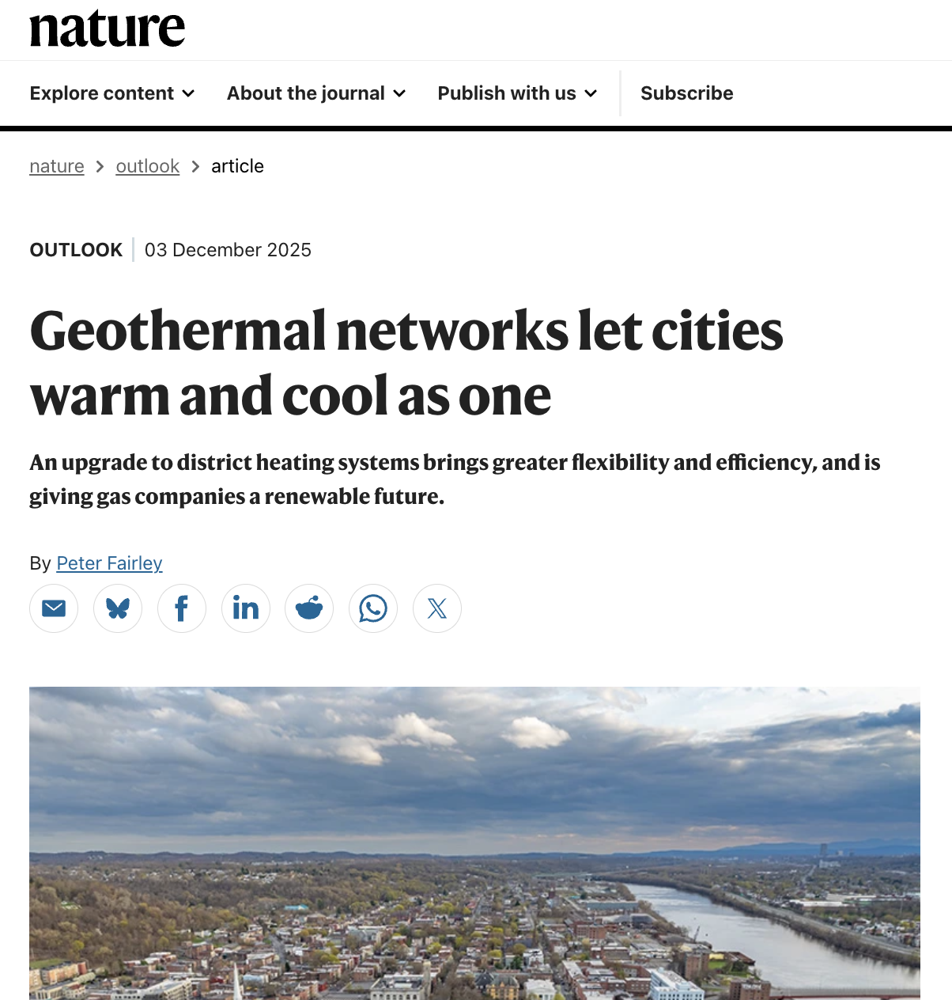 nature
Explore content
About the journal
Publish with us
Subscribe
nature > outlook > article
OUTLOOK | 03 December 2025
Geothermal networks let cities
warm and cool as one
An upgrade to district heating systems brings greater flexibility and efficiency, and is
giving gas companies a renewable future.
By Peter Fairley